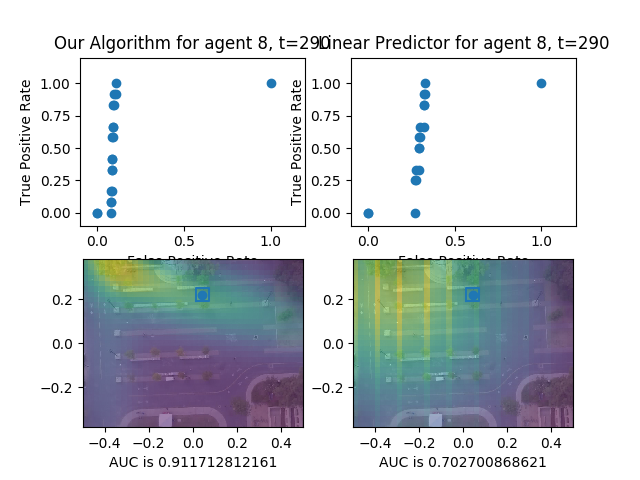 Our Algorithm for agent 8, t=290
Linear Predictor for agent 8, t=290
True Positive Rate
1.00
0.75
0.50
0.25
0.00
0.0 0.5 1.0
False Positive Rate
True Positive Rate
1.00
0.75
0.50
0.25
0.00
0.0 0.5 1.0
False Positive Rate
0.2
0.0
−0.2
−0.4 −0.2 0.0 0.2 0.4
AUC is 0.911712812161
0.2
0.0
−0.2
−0.4 −0.2 0.0 0.2 0.4
AUC is 0.702700868621